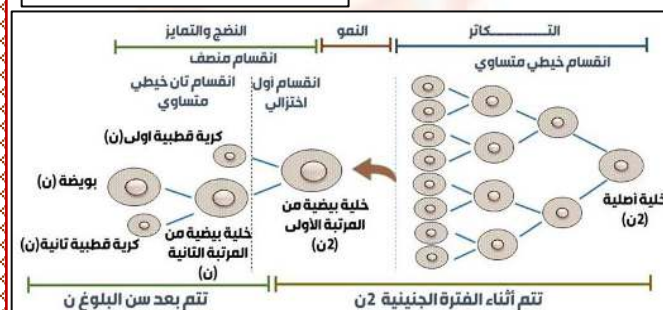 التـــــــــكاثر
النمو
النضج والتمايز
انقسام خيطي متساوي
انقسام منصف
انقسام أول
اختزالي
انقسام ثان خيطي
متساوي
كرية قطبية اولى(ن)
بويضة (ن)
كرية قطبية ثانية(ن)
خلية بيضية من
المرتبة الثانية
(ن)
خلية بيضية من
المرتبة الأولى
(2ن)
خلية أصلية
(2ن)
تتم أثناء الفترة الجنينية 2ن
تتم بعد سن البلوغ ن